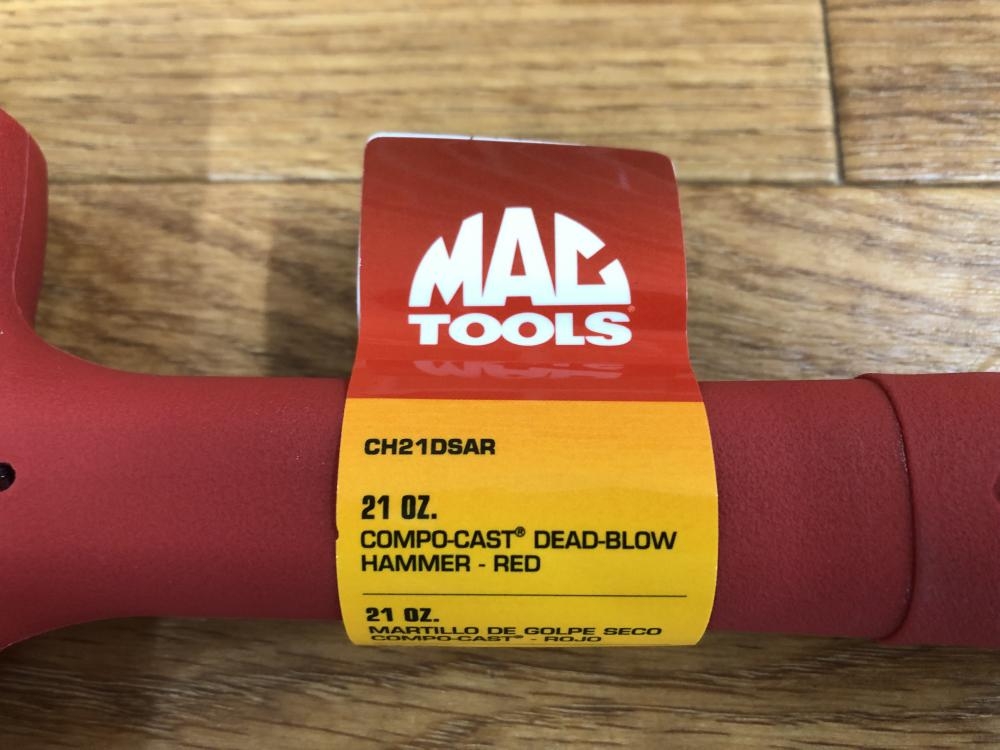 MAC
TOOLS®
CH21DSAR
21 OZ.
COMPO-CAST® DEAD-BLOW
HAMMER - RED
21 OZ.
MARTILLO DE GOLPE SECO
COMPO-CAST® - ROJO